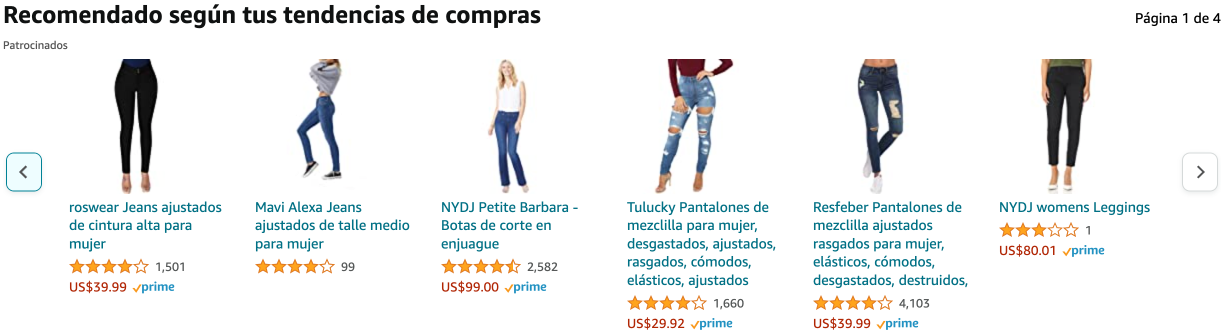 Recomendado según tus tendencias de compras
Página 1 de 4
Patrocinados
roswear Jeans ajustados
de cintura alta para
mujer
1,501
US$39.99 prime
Mavi Alexa Jeans
ajustados de talle medio
para mujer
99
NYDJ Petite Barbara -
Botas de corte en
enjuague
2,582
US$99.00 prime
Tulucky Pantalones de
mezclilla para mujer,
desgastados, ajustados,
rasgados, cómodos,
elásticos, ajustados
1,660
US$29.92 prime
Resfeber Pantalones de
mezclilla ajustados
rasgados para mujer,
elásticos, cómodos,
desgastados, destruidos,
4,103
US$39.99 prime
NYDJ womens Leggings
1
US$80.01 prime